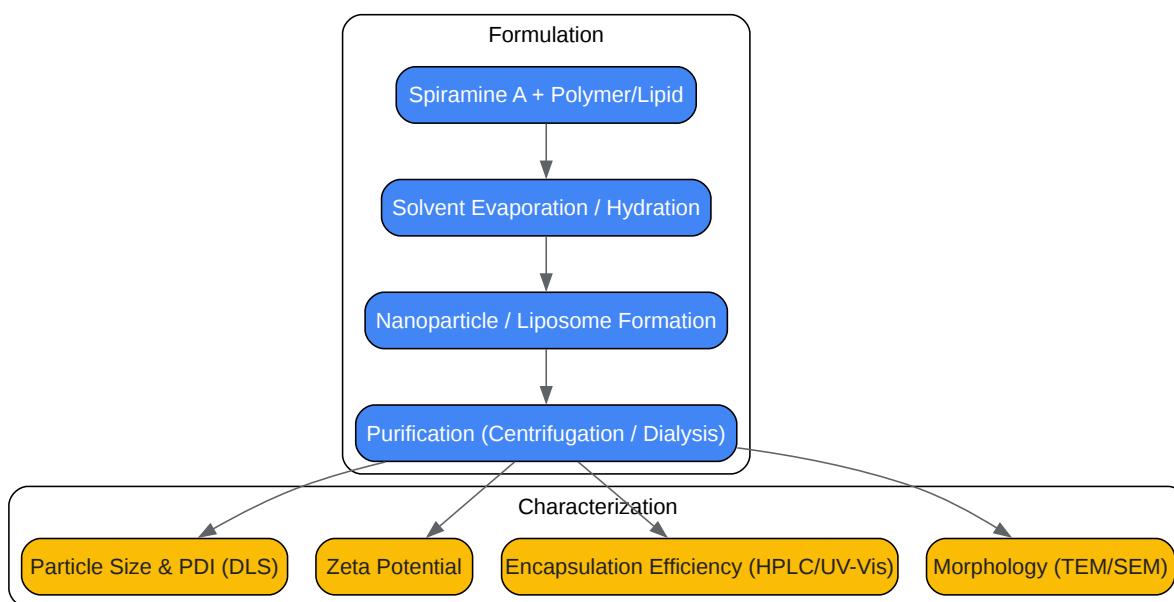 Formulation
Spiramine A + Polymer/Lipid
Solvent Evaporation / Hydration
Nanoparticle / Liposome Formation
Purification (Centrifugation / Dialysis)
Characterization
Particle Size & PDI (DLS)
Zeta Potential
Encapsulation Efficiency (HPLC/UV-Vis)
Morphology (TEM/SEM)